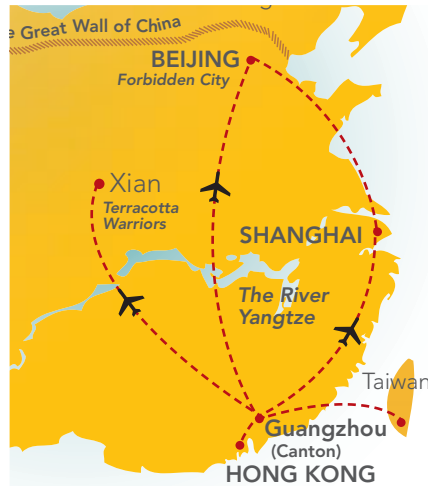 e Great Wall of China
BEIJING
Forbidden City
Xian
Terracotta
Warriors
SHANGHAI
The River
Yangtze
Taiwan
Guangzhou
(Canton)
HONG KONG